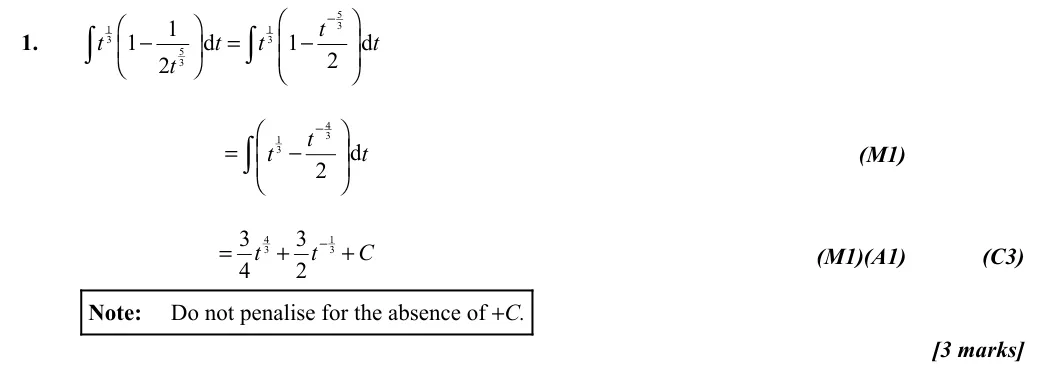 1. ∫ t^{1/3} (1 − 1/(2t^{5/3})) dt = ∫ t^{1/3} (1 − t^{−5/3}/2) dt
= ∫ (t^{1/3} − t^{−4/3}/2) dt (M1)
= 3/4 t^{4/3} + 3/2 t^{−1/3} + C (M1)(A1) (C3)
Note: Do not penalise for the absence of +C.
[3 marks]